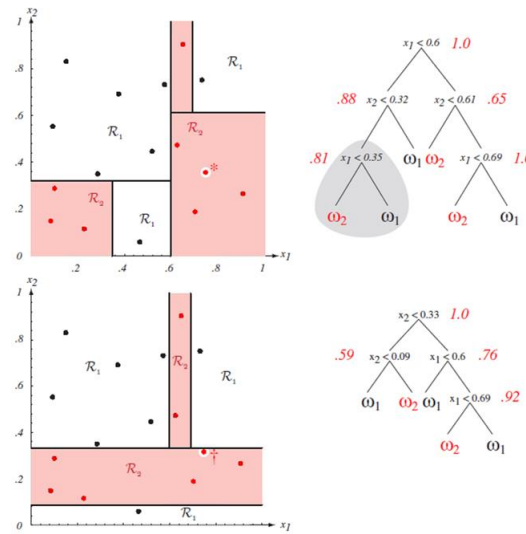 x2
1
.8
.6
.4
.2
0
.2 .4 .6 .8 1 x1
R1
R1
R2
*
R2
R1
x1 < 0.6 1.0
.88 x2 < 0.32 x2 < 0.61 .65
.81 x1 < 0.35 ω1 ω2 x1 < 0.69 1.0
ω2 ω1 ω2 ω1
x2
1
.8
.6
.4
.2
0
.2 .4 .6 .8 1 x1
R1
R2
R1
R2
†
R1
x2 < 0.33 1.0
.59 x2 < 0.09 x1 < 0.6 .76
ω1 ω2 ω1 x1 < 0.69 .92
ω2 ω1